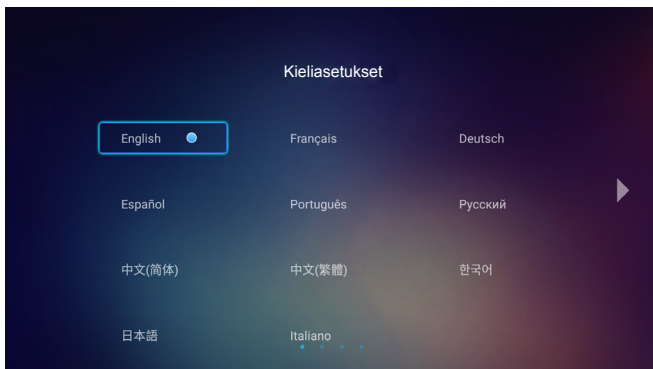 Kieliasetukset
English Français Deutsch
Español Português Русский
中文(简体) 中文(繁體) 한국어
日本語 Italiano